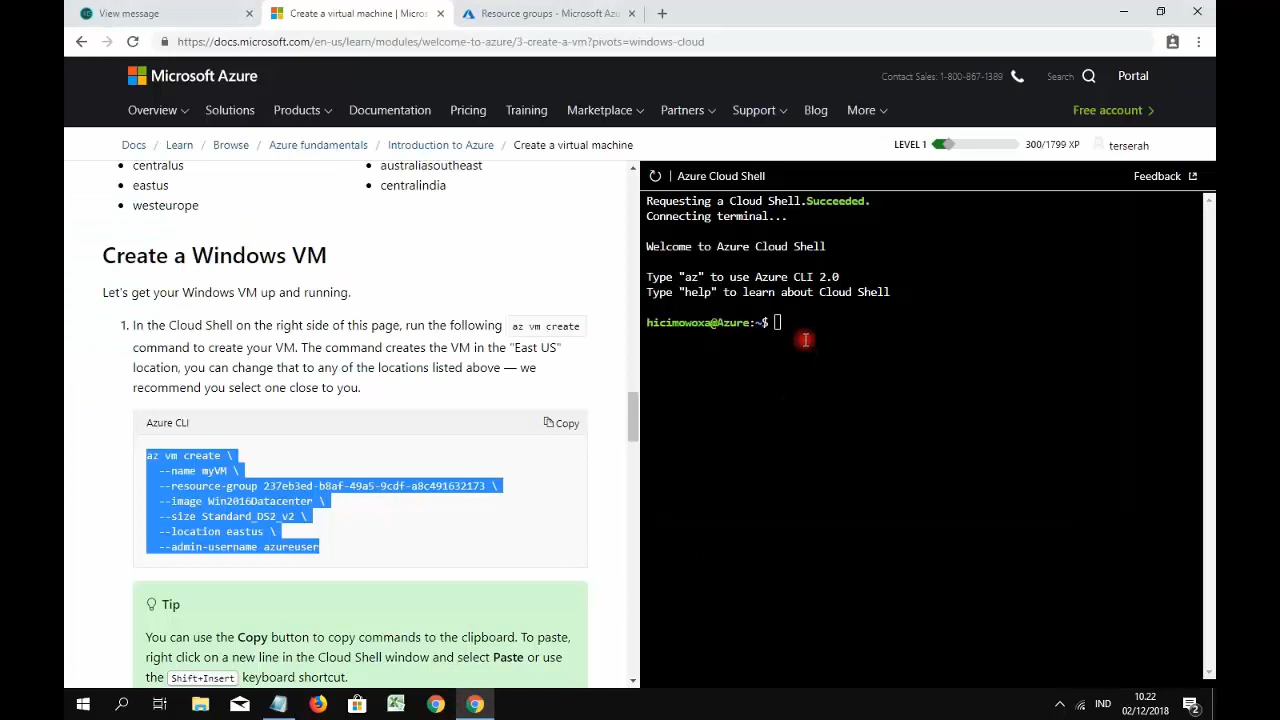 View message
Create a virtual machine | Micros
Resource groups - Microsoft Azu
https://docs.microsoft.com/en-us/learn/modules/welcome-to-azure/3-create-a-vm?pivots=windows-cloud
Microsoft Azure
Contact Sales: 1-800-867-1389
Search
Portal
Overview
Solutions
Products
Documentation
Pricing
Training
Marketplace
Partners
Support
Blog
More
Free account
Docs / Learn / Browse / Azure fundamentals / Introduction to Azure / Create a virtual machine
LEVEL 1
300/1799 XP
terserah
centralus
eastus
westeurope
australiasoutheast
centralindia
Create a Windows VM
Let's get your Windows VM up and running.
1. In the Cloud Shell on the right side of this page, run the following az vm create
command to create your VM. The command creates the VM in the "East US"
location, you can change that to any of the locations listed above — we
recommend you select one close to you.
Azure CLI
Copy
az vm create \
--name myVM \
--resource-group 237eb3ed-b8af-49a5-9cdf-a8c491632173 \
--image Win2016Datacenter \
--size Standard_DS2_v2 \
--location eastus \
--admin-username azureuser
Tip
You can use the Copy button to copy commands to the clipboard. To paste,
right click on a new line in the Cloud Shell window and select Paste or use
the Shift+Insert keyboard shortcut.
Azure Cloud Shell
Feedback
Requesting a Cloud Shell.Succeeded.
Connecting terminal...
Welcome to Azure Cloud Shell
Type "az" to use Azure CLI 2.0
Type "help" to learn about Cloud Shell
hicimowoxa@Azure:~$
IND
10.22
02/12/2018
2